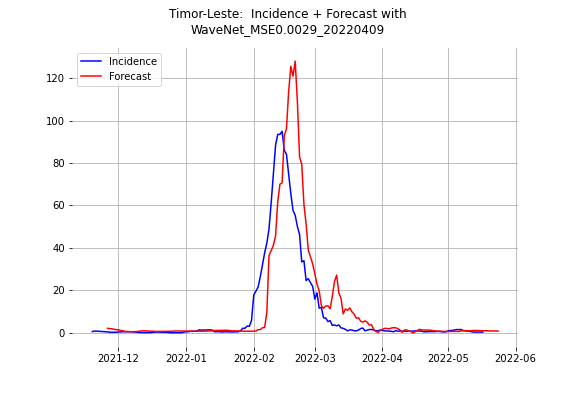 Timor-Leste:  Incidence + Forecast with
WaveNet_MSE0.0029_20220409
Incidence
Forecast
120
100
80
60
40
20
0
2021-12 2022-01 2022-02 2022-03 2022-04 2022-05 2022-06